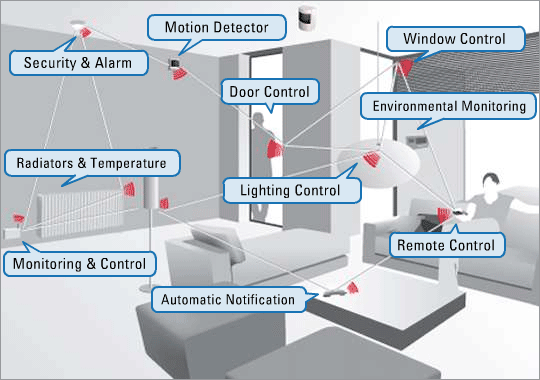 Motion Detector
Window Control
Security & Alarm
Door Control
Environmental Monitoring
Radiators & Temperature
Lighting Control
Remote Control
Monitoring & Control
Automatic Notification